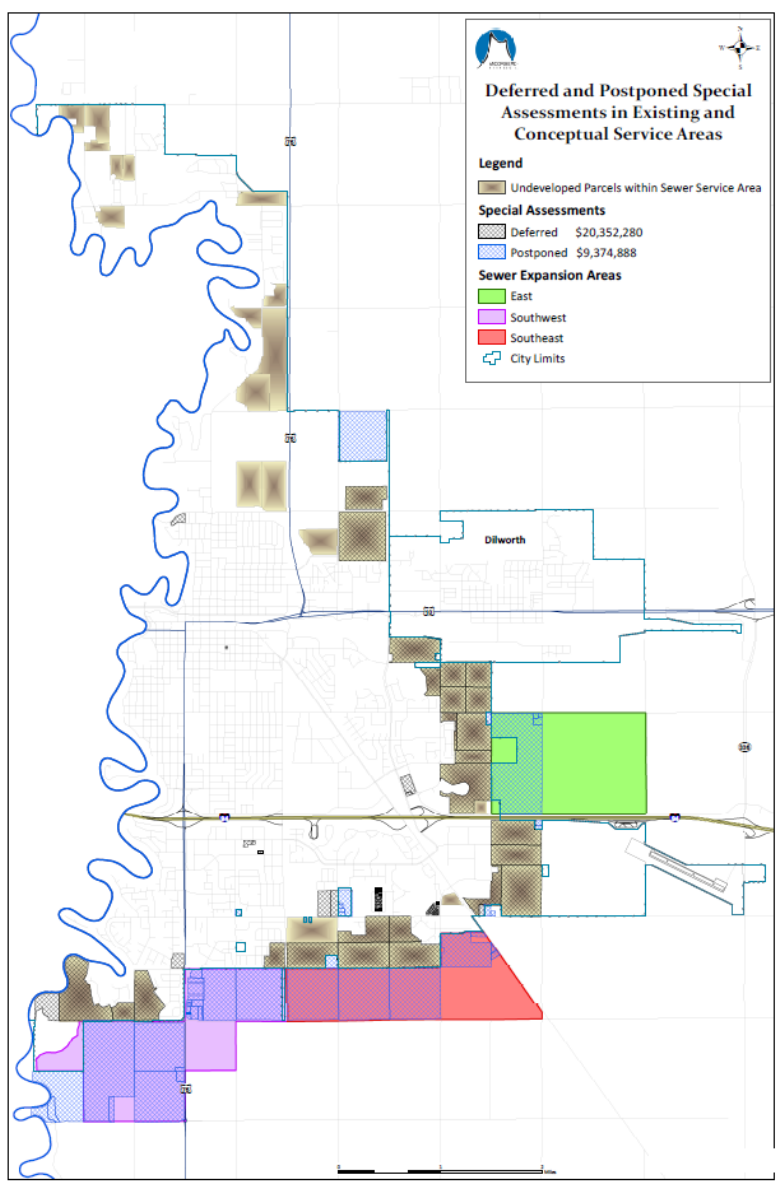 Deferred and Postponed Special
Assessments in Existing and
Conceptual Service Areas
Legend
Undeveloped Parcels within Sewer Service Area
Special Assessments
Deferred $20,352,280
Postponed $9,374,888
Sewer Expansion Areas
East
Southwest
Southeast
City Limits
Dilworth